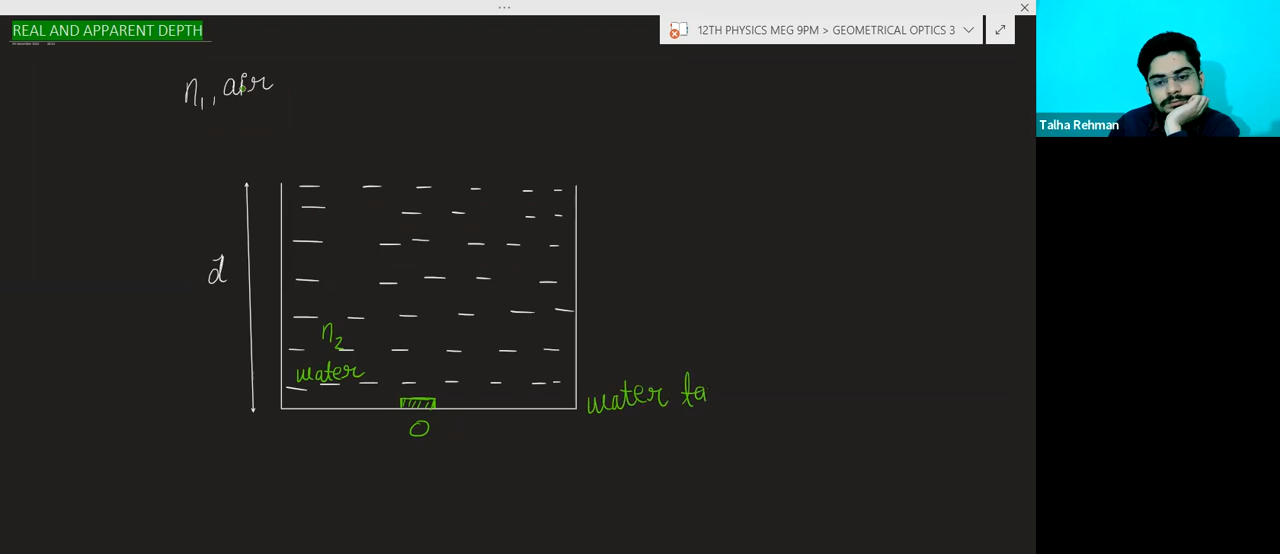 REAL AND APPARENT DEPTH
12TH PHYSICS MEG 9PM > GEOMETRICAL OPTICS 3
n₁, air
Talha Rehman
d
n₂
water
water ta
O